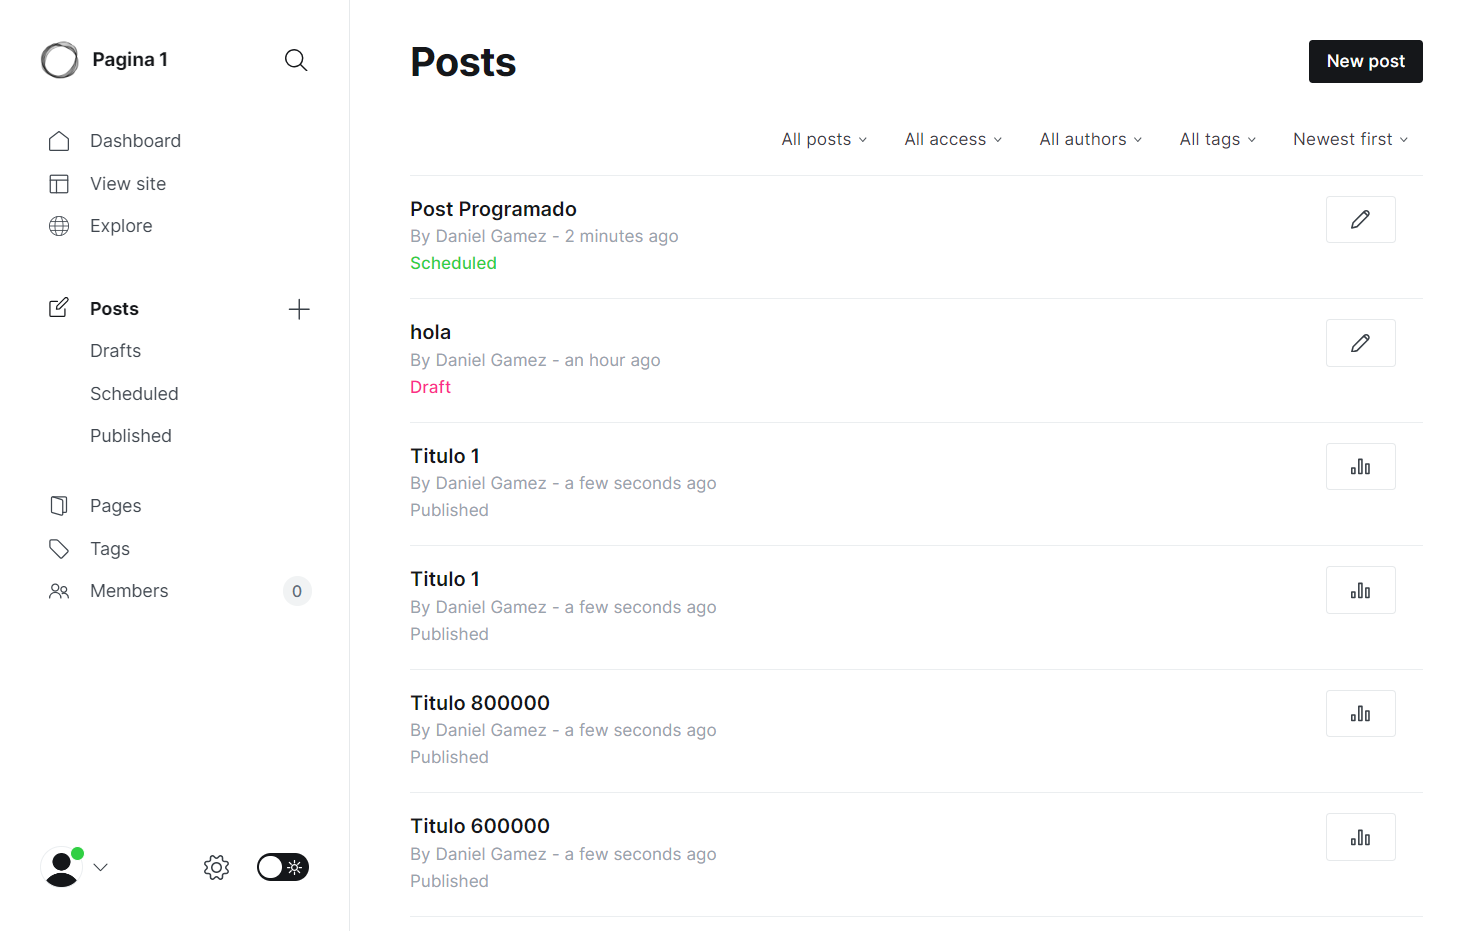 Pagina 1
Dashboard
View site
Explore
Posts
Drafts
Scheduled
Published
Pages
Tags
Members 0
Posts
New post
All posts All access All authors All tags Newest first
Post Programado
By Daniel Gamez - 2 minutes ago
Scheduled
hola
By Daniel Gamez - an hour ago
Draft
Titulo 1
By Daniel Gamez - a few seconds ago
Published
Titulo 1
By Daniel Gamez - a few seconds ago
Published
Titulo 800000
By Daniel Gamez - a few seconds ago
Published
Titulo 600000
By Daniel Gamez - a few seconds ago
Published